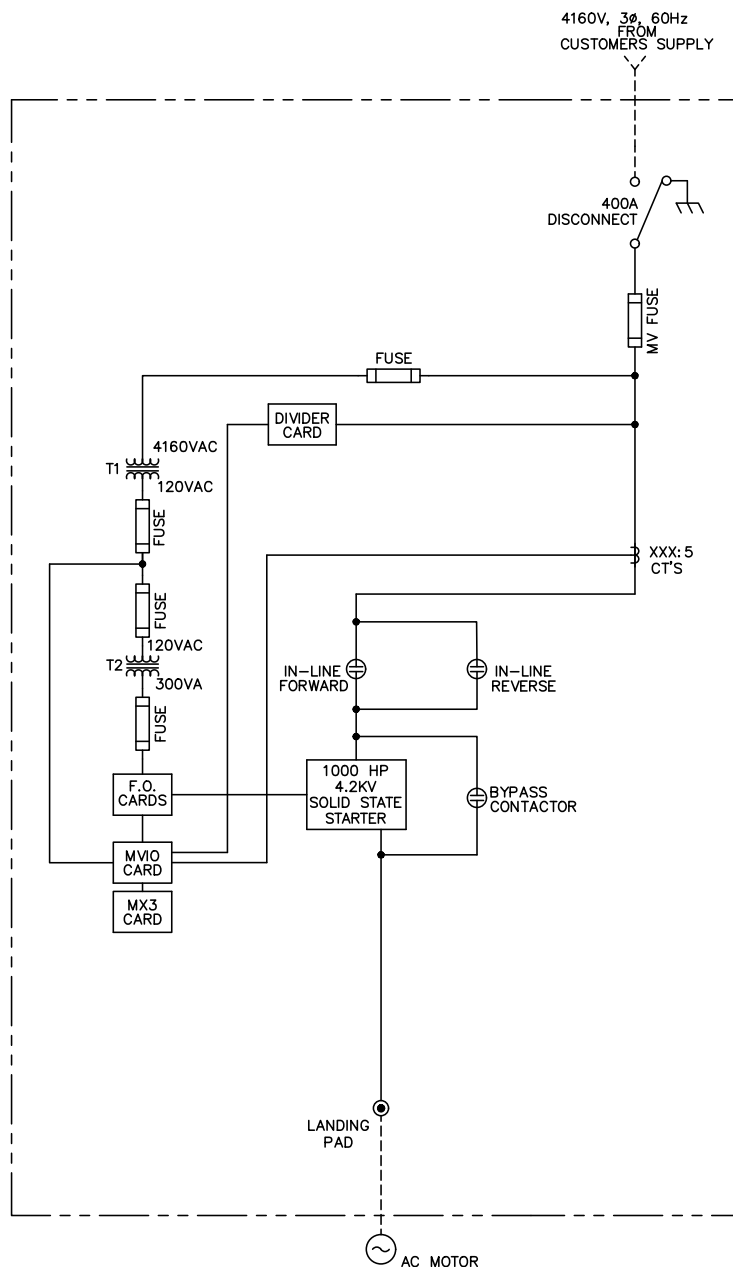 4160V, 3ø, 60Hz
FROM
CUSTOMERS SUPPLY
400A
DISCONNECT
MV FUSE
FUSE
DIVIDER
CARD
4160VAC
T1
120VAC
FUSE
XXX:5
CT'S
FUSE
120VAC
T2
300VA
IN-LINE
FORWARD
IN-LINE
REVERSE
FUSE
F.O.
CARDS
1000 HP
4.2KV
SOLID STATE
STARTER
BYPASS
CONTACTOR
MVIO
CARD
MX3
CARD
LANDING
PAD
AC MOTOR